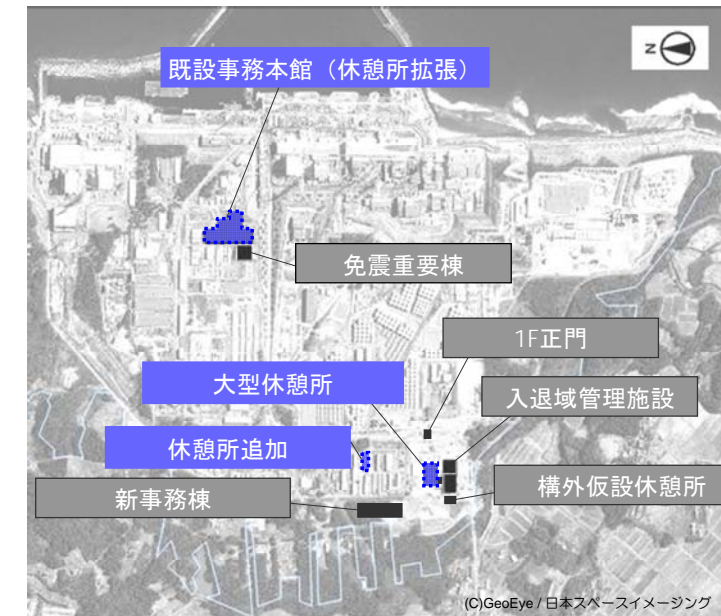 既設事務本館（休憩所拡張）
N
免震重要棟
1F正門
大型休憩所
入退域管理施設
休憩所追加
構外仮設休憩所
新事務棟
(C)GeoEye / 日本スペースイメージング